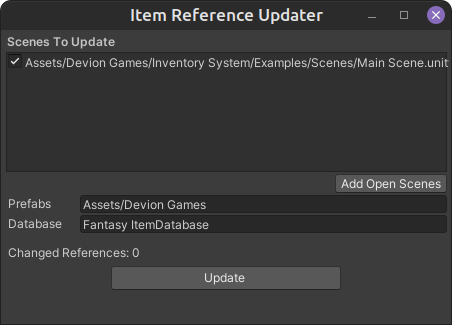 Item Reference Updater
Scenes To Update
Assets/Devion Games/Inventory System/Examples/Scenes/Main Scene.unit
Add Open Scenes
Prefabs Assets/Devion Games
Database Fantasy ItemDatabase
Changed References: 0
Update